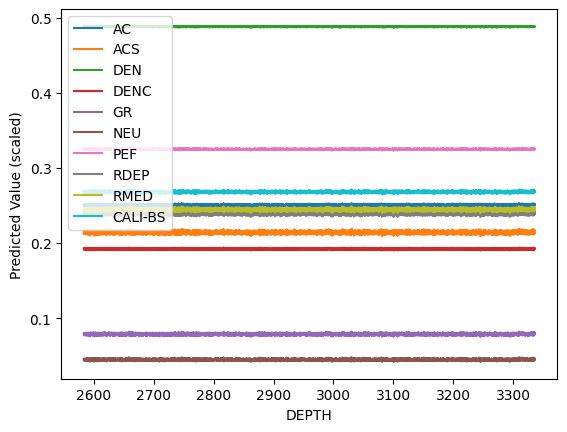 0.5
0.4
0.3
0.2
0.1
Predicted Value (scaled)
AC
ACS
DEN
DENC
GR
NEU
PEF
RDEP
RMED
CALI-BS
2600 2700 2800 2900 3000 3100 3200 3300
DEPTH